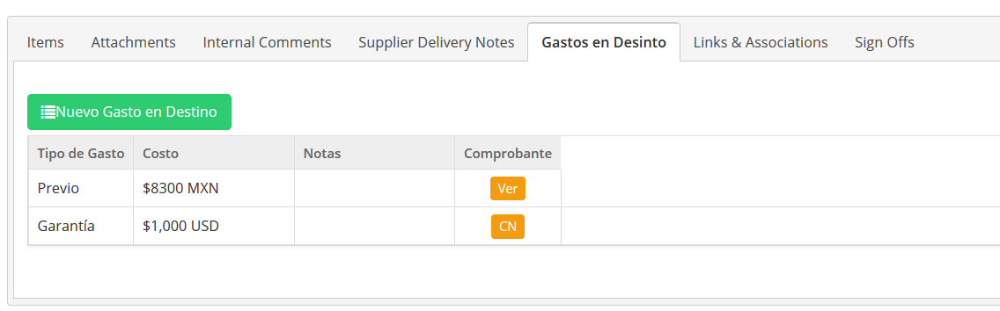 Items Attachments Internal Comments Supplier Delivery Notes Gastos en Desinto Links & Associations Sign Offs
Nuevo Gasto en Destino
Tipo de Gasto Costo Notas Comprobante
Previo $8300 MXN Ver
Garantía $1,000 USD CN